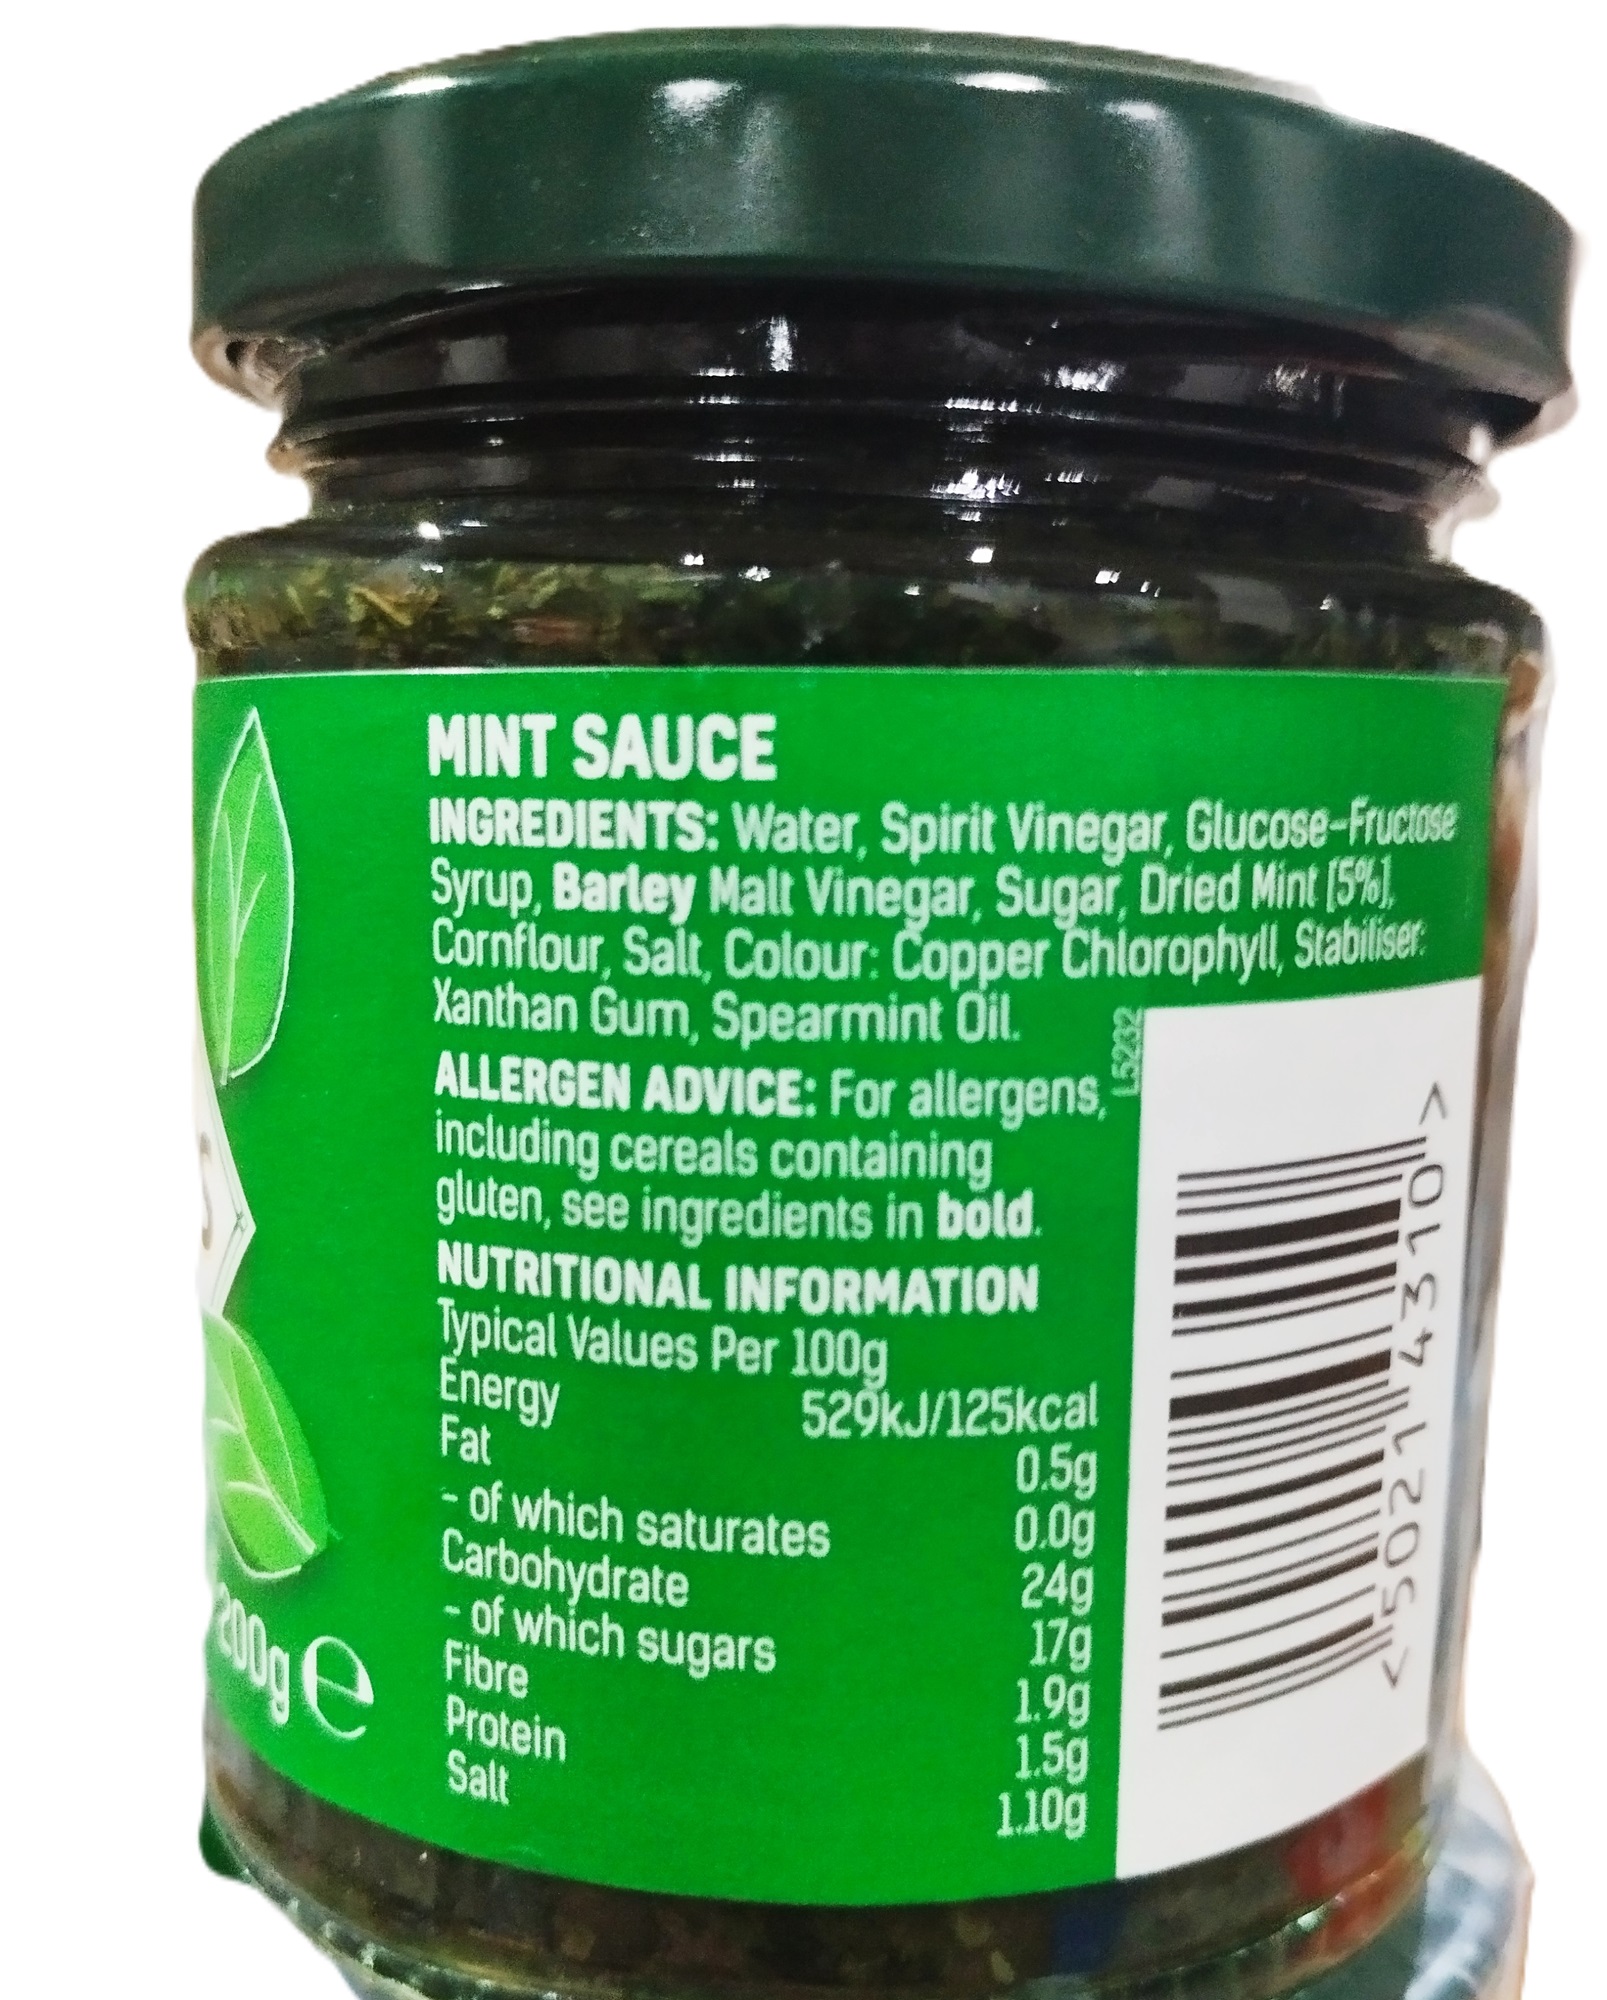 MINT SAUCE
INGREDIENTS: Water, Spirit Vinegar, Glucose-Fructose
Syrup, Barley Malt Vinegar, Sugar, Dried Mint [5%],
Cornflour, Salt, Colour: Copper Chlorophyll, Stabiliser:
Xanthan Gum, Spearmint Oil.
L5232
ALLERGEN ADVICE: For allergens,
including cereals containing
gluten, see ingredients in bold.
NUTRITIONAL INFORMATION
Typical Values Per 100g
Energy 529kJ/125kcal
Fat 0.5g
- of which saturates 0.0g
Carbohydrate 24g
- of which sugars 17g
Fibre 1.9g
Protein 1.5g
Salt 1.10g
200g e
S
<50214310>